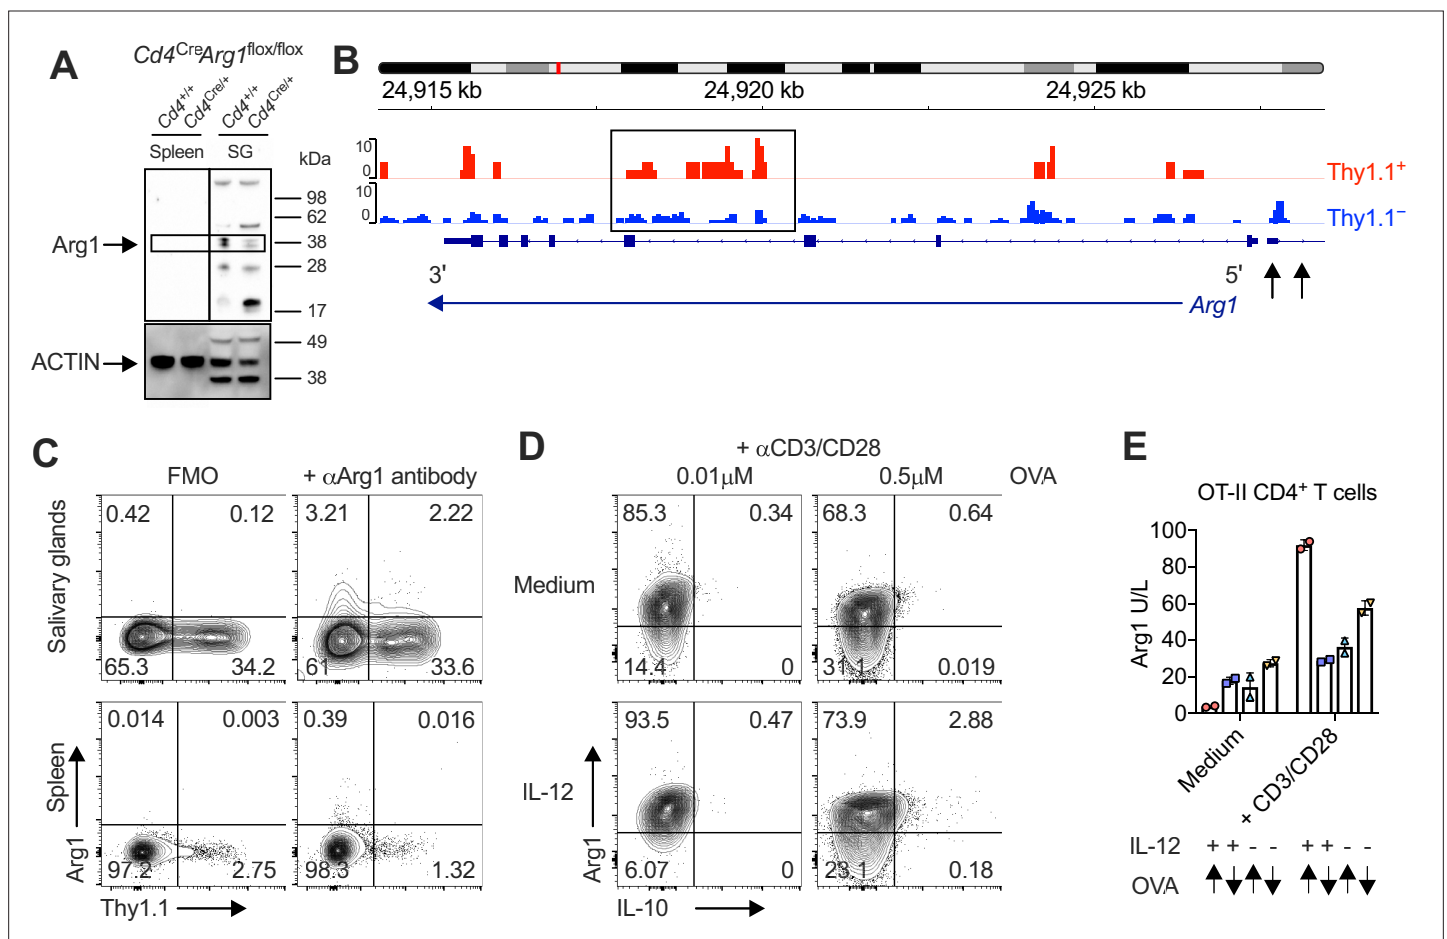 A
Cd4CreArg1flox/flox
Cd4+/+
Cd4Cre/+
Cd4+/+
Cd4Cre/+
Spleen SG kDa
98
62
Arg1 38
28
17
49
ACTIN
38
B
24,915 kb 24,920 kb 24,925 kb
10
0
Thy1.1+
10
0
Thy1.1−
3' 5'
Arg1
C
FMO + αArg1 antibody
Salivary glands
0.42 0.12 3.21 2.22
65.3 34.2 61 33.6
Spleen
0.014 0.003 0.39 0.016
97.2 2.75 98.3 1.32
Arg1
Thy1.1
D
+ αCD3/CD28
0.01µM 0.5µM OVA
Medium
85.3 0.34 68.3 0.64
14.4 0 31.1 0.019
IL-12
93.5 0.47 73.9 2.88
6.07 0 23.1 0.18
Arg1
IL-10
E
OT-II CD4+ T cells
Arg1 U/L
100
80
60
40
20
0
Medium
+ CD3/CD28
IL-12 + + - - + + - -
OVA